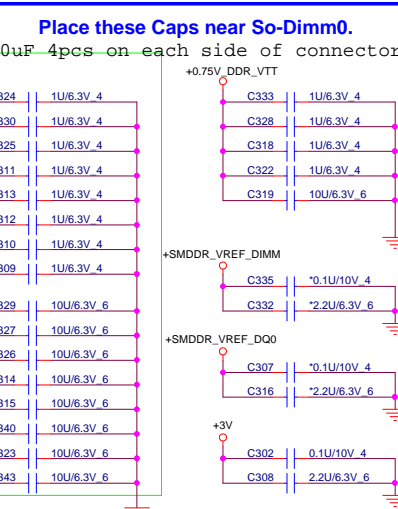 Place these Caps near So-Dimm0.
0uF 4pcs on each side of connector
324 1U/6.3V_4
330 1U/6.3V_4
325 1U/6.3V_4
311 1U/6.3V_4
313 1U/6.3V_4
312 1U/6.3V_4
310 1U/6.3V_4
309 1U/6.3V_4
329 10U/6.3V_6
327 10U/6.3V_6
326 10U/6.3V_6
314 10U/6.3V_6
315 10U/6.3V_6
340 10U/6.3V_6
323 10U/6.3V_6
343 10U/6.3V_6
+0.75V_DDR_VTT
C333 1U/6.3V_4
C328 1U/6.3V_4
C318 1U/6.3V_4
C322 1U/6.3V_4
C319 10U/6.3V_6
+SMDDR_VREF_DIMM
C335 *0.1U/10V_4
C332 *2.2U/6.3V_6
+SMDDR_VREF_DQ0
C307 *0.1U/10V_4
C316 *2.2U/6.3V_6
+3V
C302 0.1U/10V_4
C308 2.2U/6.3V_6